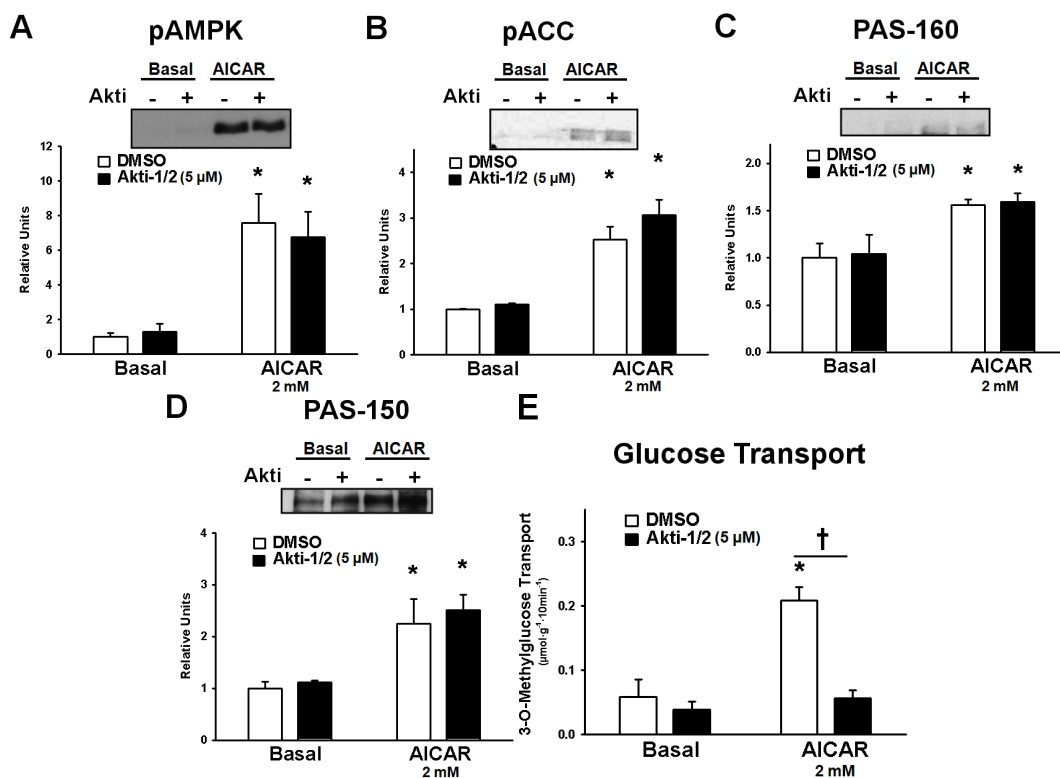 A
pAMPK
Basal AICAR
Akti - + - +
DMSO
Akti-1/2 (5 µM)
* *
Relative Units
12
10
8
6
4
2
0
Basal AICAR
2 mM
B
pACC
Basal AICAR
Akti - + - +
DMSO
Akti-1/2 (5 µM)
* *
Relative Units
4
3
2
1
0
Basal AICAR
2 mM
C
PAS-160
Basal AICAR
Akti - + - +
DMSO
Akti-1/2 (5 µM)
* *
Relative Units
2.0
1.5
1.0
0.5
0.0
Basal AICAR
2 mM
D
PAS-150
Basal AICAR
Akti - + - +
DMSO
Akti-1/2 (5 µM)
* *
Relative Units
4
3
2
1
0
Basal AICAR
2 mM
E
Glucose Transport
DMSO
Akti-1/2 (5 µM)
†
*
3-O-Methylglucose Transport
(µmol·g⁻¹·10min⁻¹)
0.3
0.2
0.1
0.0
Basal AICAR
2 mM